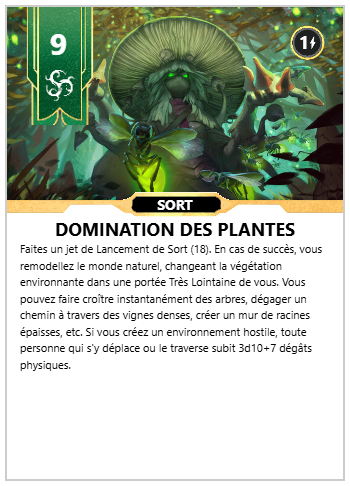 9
1
SORT
DOMINATION DES PLANTES
Faites un jet de Lancement de Sort (18). En cas de succès, vous
remodellez le monde naturel, changeant la végétation
environnante dans une portée Très Lointaine de vous. Vous
pouvez faire croître instantanément des arbres, dégager un
chemin à travers des vignes denses, créer un mur de racines
épaisses, etc. Si vous créez un environnement hostile, toute
personne qui s'y déplace ou le traverse subit 3d10+7 dégâts
physiques.